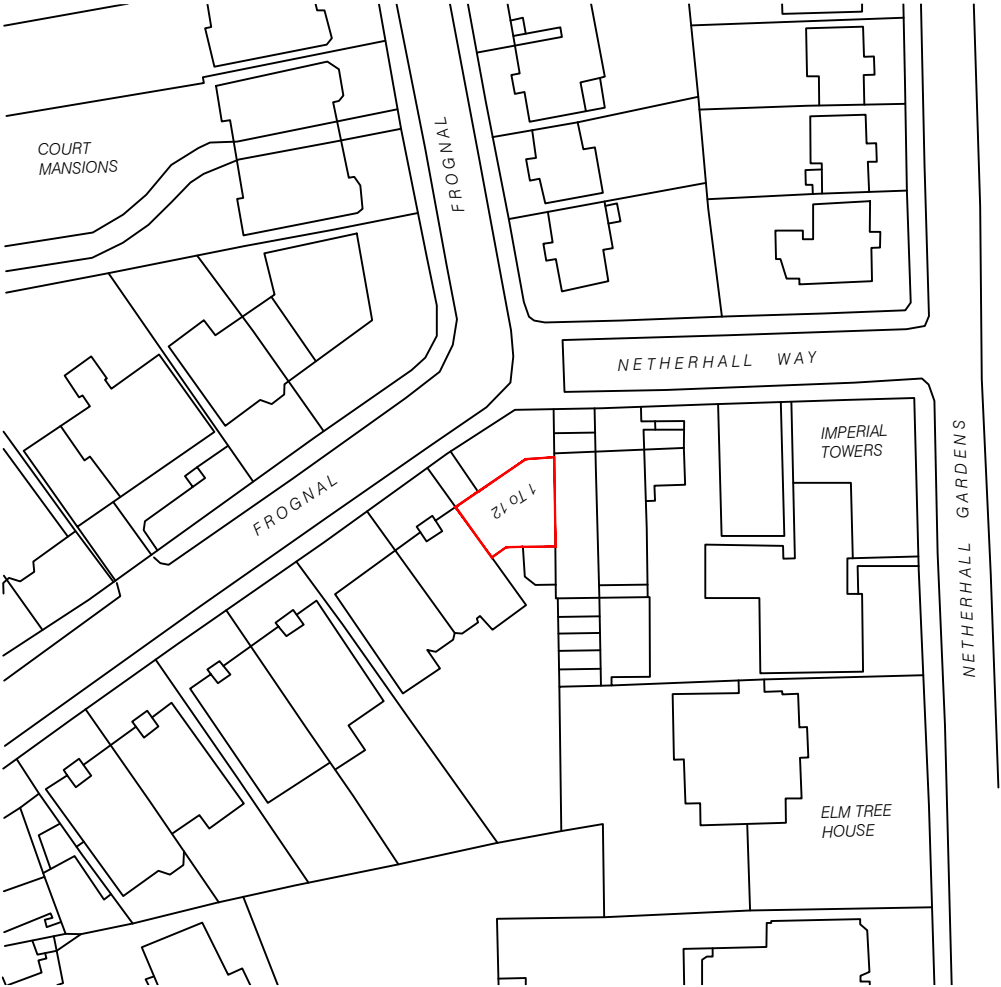 COURT
MANSIONS
FROGNAL
NETHERHALL WAY
IMPERIAL
TOWERS
NETHERHALL GARDENS
1 To 12
FROGNAL
ELM TREE
HOUSE